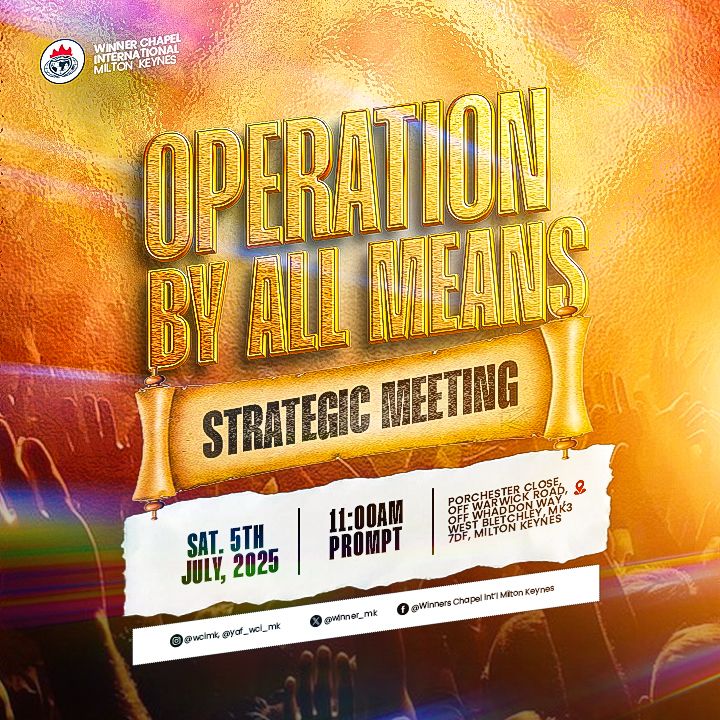 WINNER CHAPEL
INTERNATIONAL
MILTON KEYNES
OPERATION
BY ALL MEANS
STRATEGIC MEETING
SAT. 5TH
JULY, 2025
11:00AM
PROMPT
PORCHESTER CLOSE,
OFF WARWICK ROAD,
OFF WHADDON WAY,
WEST BLETCHLEY, MK3
7DF, MILTON KEYNES
@wcimk, @yaf_wci_mk
@winner_mk
@Winners Chapel Int'l Milton Keynes